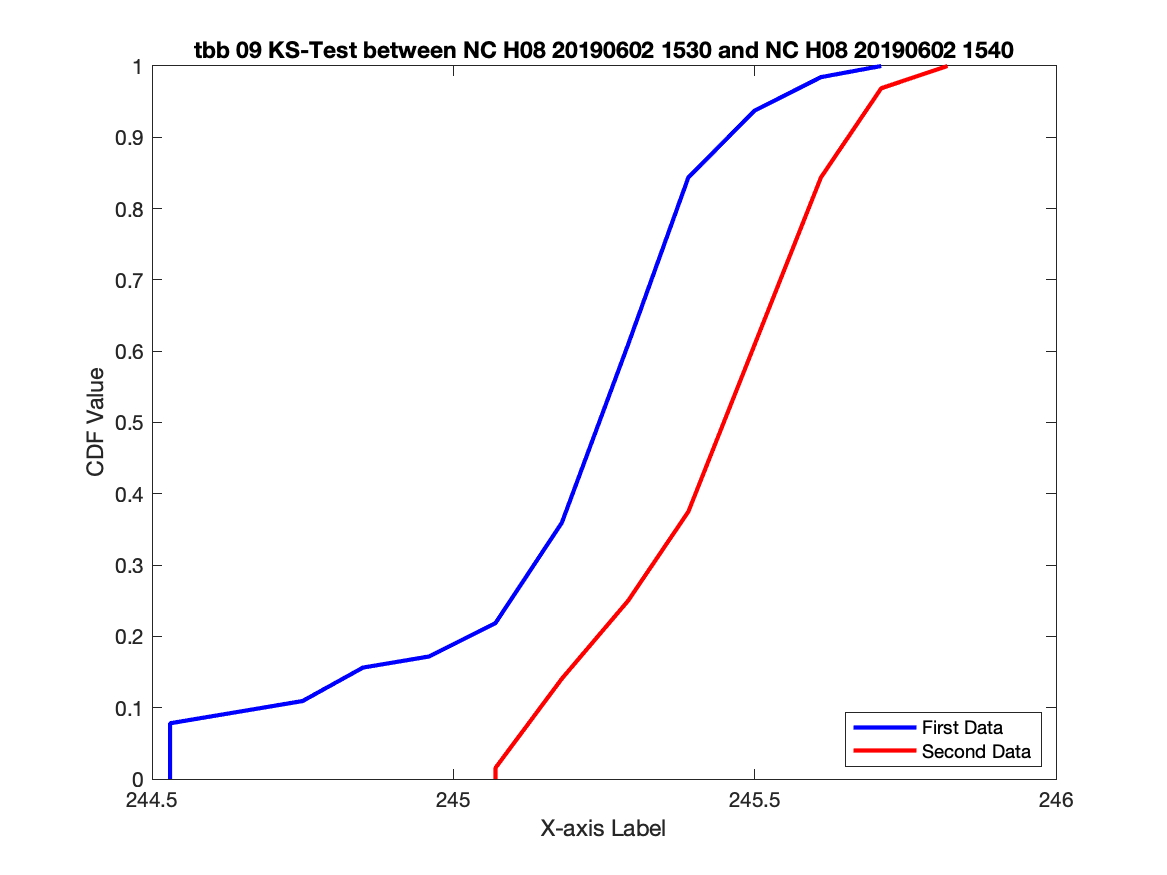 tbb 09 KS-Test between NC H08 20190602 1530 and NC H08 20190602 1540
1
0.9
0.8
0.7
0.6
0.5
0.4
0.3
0.2
0.1
0
CDF Value
First Data
Second Data
244.5 245 245.5 246
X-axis Label